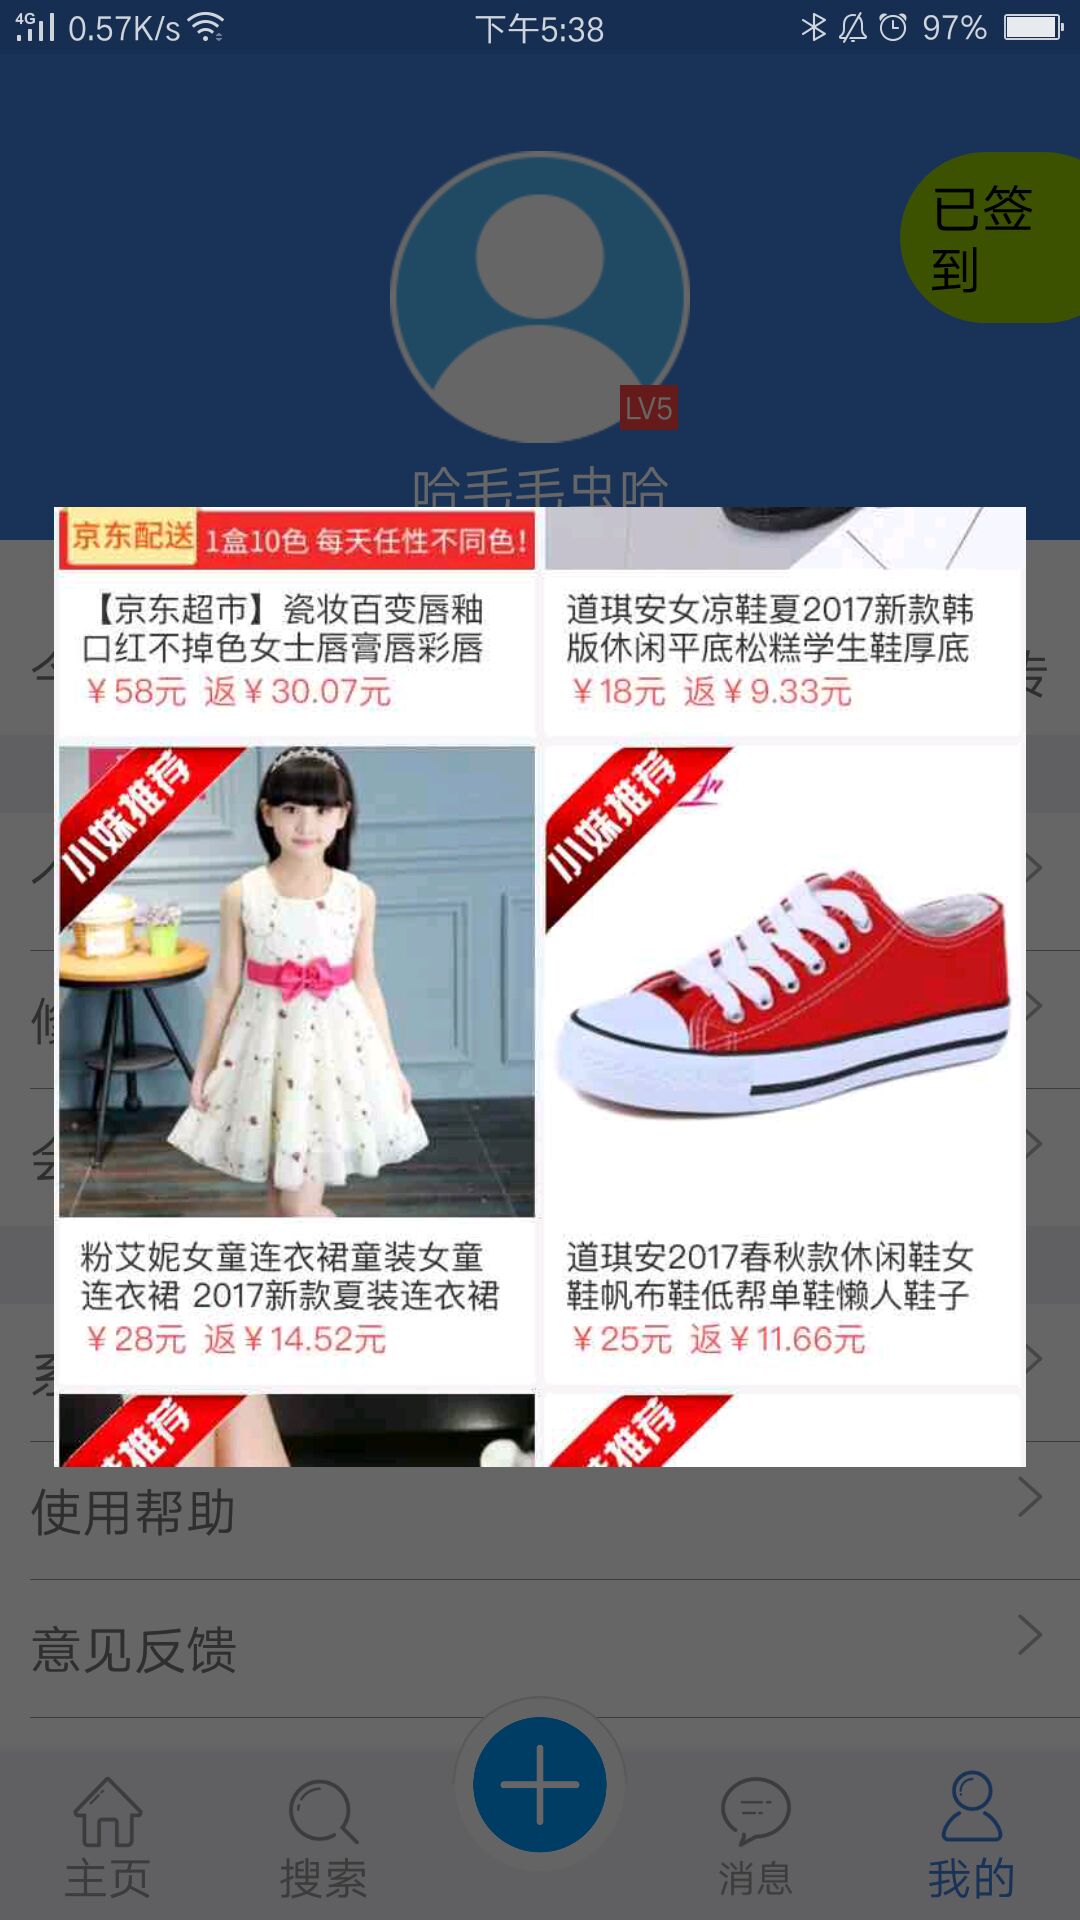 4G 0.57K/s 下午5:38 97%
已签
到
LV5
哈毛毛虫哈
京东配送 1盒10色 每天任性不同色!
【京东超市】瓷妆百变唇釉
口红不掉色女士唇膏唇彩唇
￥58元 返￥30.07元
道琪安女凉鞋夏2017新款韩
版休闲平底松糕学生鞋厚底
￥18元 返￥9.33元
小妹推荐
小妹推荐
粉艾妮女童连衣裙童装女童
连衣裙 2017新款夏装连衣裙
￥28元 返￥14.52元
道琪安2017春秋款休闲鞋女
鞋帆布鞋低帮单鞋懒人鞋子
￥25元 返￥11.66元
推荐
推荐
使用帮助
意见反馈
主页
搜索
消息
我的